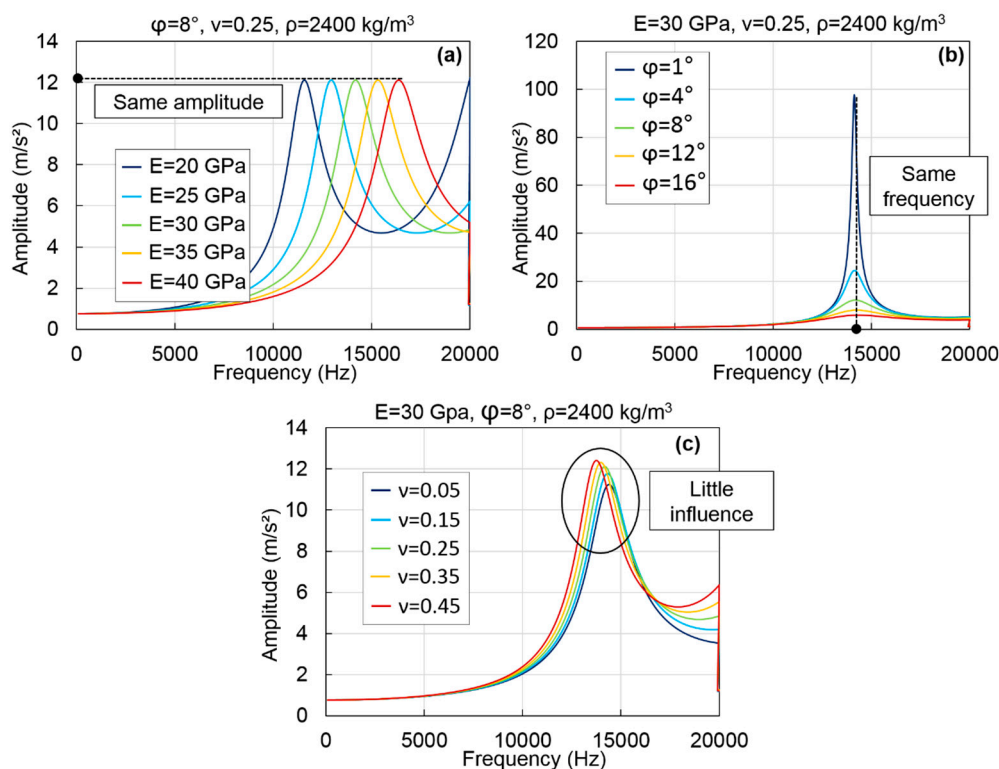 φ=8°, ν=0.25, ρ=2400 kg/m³
(a)
Amplitude (m/s²)
14
12
10
8
6
4
2
0
Same amplitude
E=20 GPa
E=25 GPa
E=30 GPa
E=35 GPa
E=40 GPa
0 5000 10000 15000 20000
Frequency (Hz)
E=30 GPa, ν=0.25, ρ=2400 kg/m³
(b)
Amplitude (m/s²)
120
100
80
60
40
20
0
φ=1°
φ=4°
φ=8°
φ=12°
φ=16°
Same
frequency
0 5000 10000 15000 20000
Frequency (Hz)
E=30 Gpa, φ=8°, ρ=2400 kg/m³
(c)
Amplitude (m/s²)
14
12
10
8
6
4
2
0
ν=0.05
ν=0.15
ν=0.25
ν=0.35
ν=0.45
Little
influence
0 5000 10000 15000 20000
Frequency (Hz)